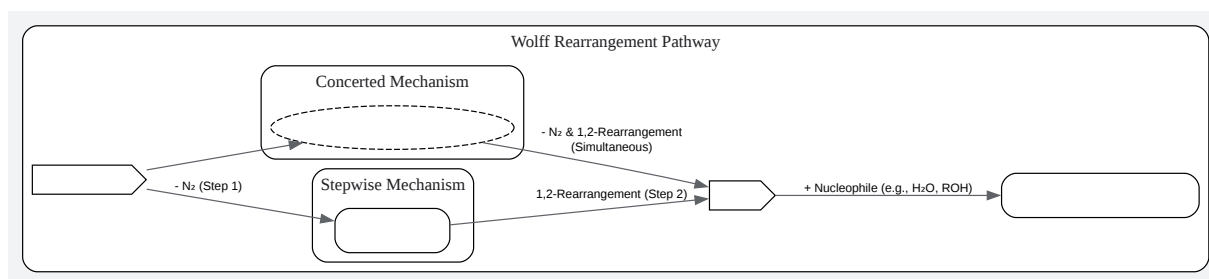 Wolff Rearrangement Pathway
Concerted Mechanism
- N₂ & 1,2-Rearrangement
(Simultaneous)
- N₂ (Step 1)
Stepwise Mechanism
1,2-Rearrangement (Step 2)
+ Nucleophile (e.g., H₂O, ROH)